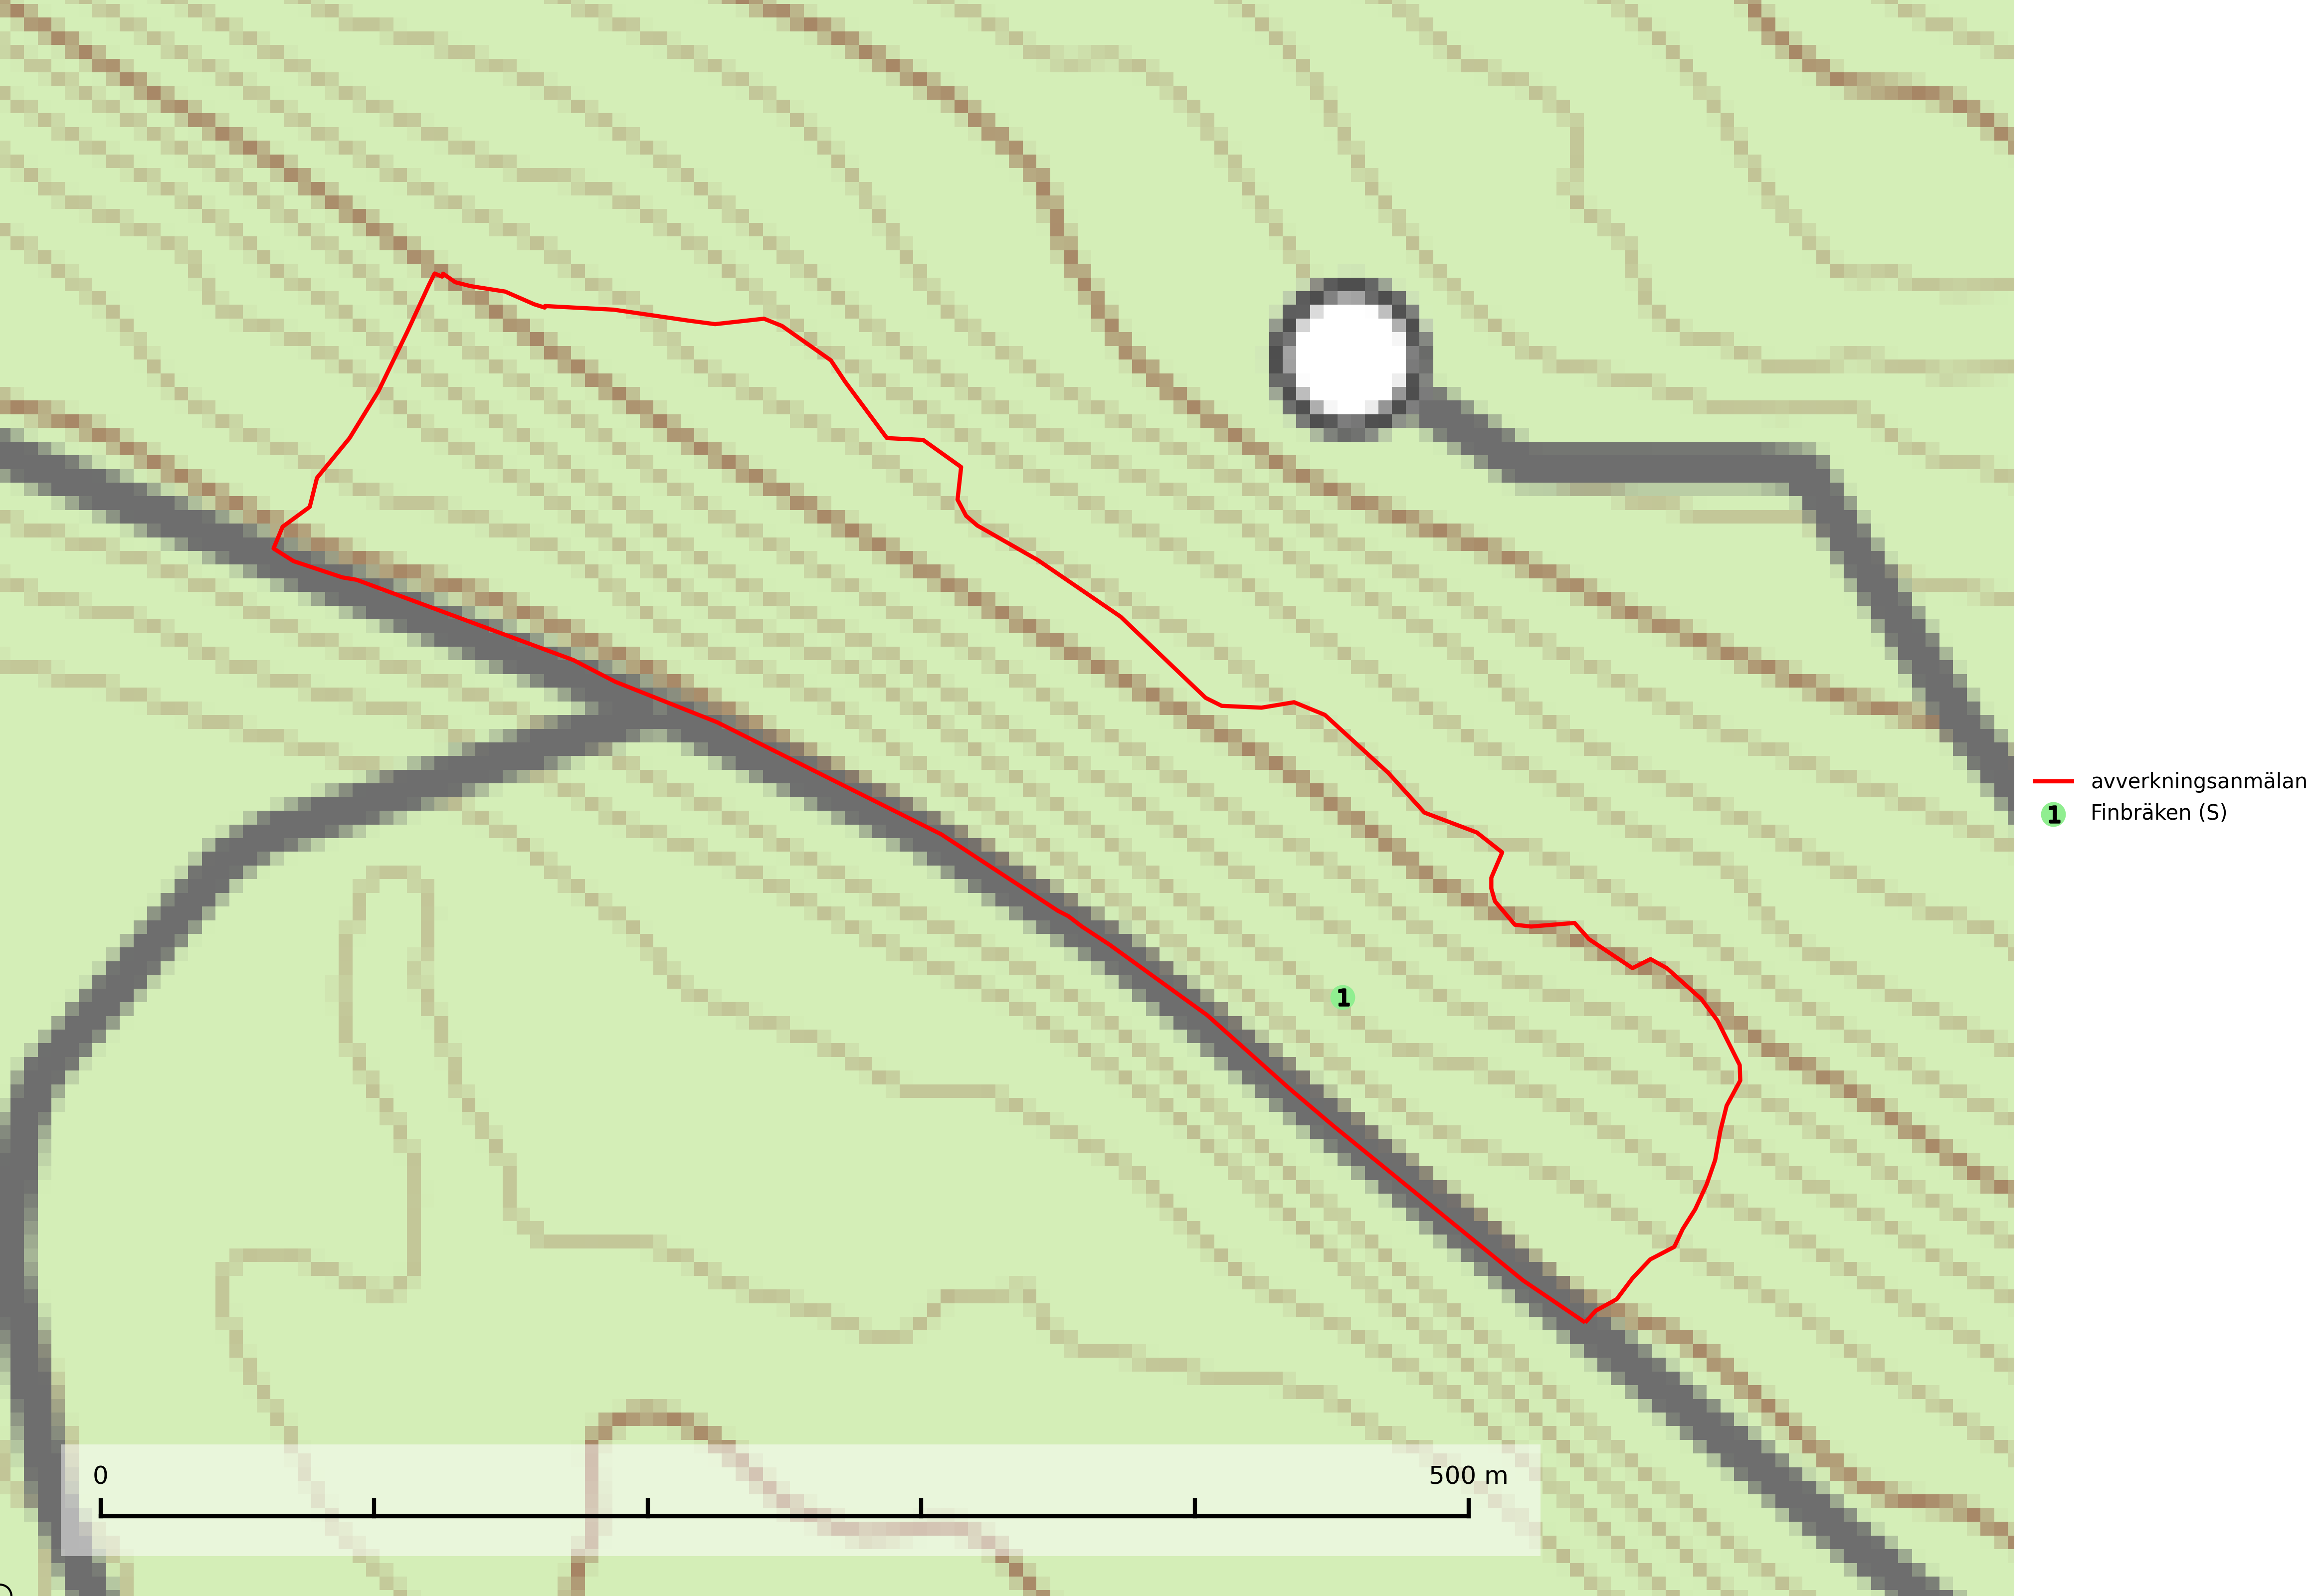 1
0
500 m
avverkningsanmälan
1 Finbräken (S)